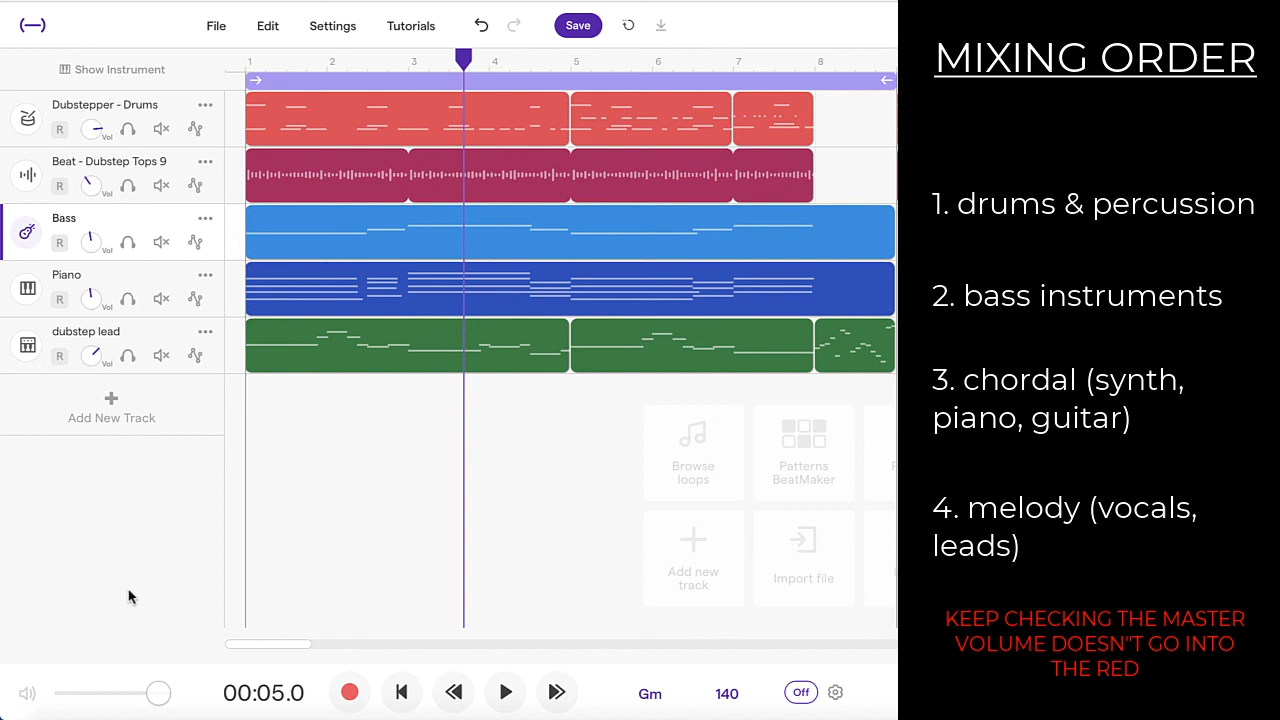 File
Edit
Settings
Tutorials
Save
Show Instrument
1
2
3
4
5
6
7
8
Dubstepper - Drums
R
Vol
Beat - Dubstep Tops 9
R
Vol
Bass
R
Vol
Piano
R
Vol
dubstep lead
R
Vol
Add New Track
Browse
loops
Patterns
BeatMaker
Add new
track
Import file
00:05.0
Gm
140
Off
MIXING ORDER
1. drums & percussion
2. bass instruments
3. chordal (synth,
piano, guitar)
4. melody (vocals,
leads)
KEEP CHECKING THE MASTER
VOLUME DOESN"T GO INTO
THE RED